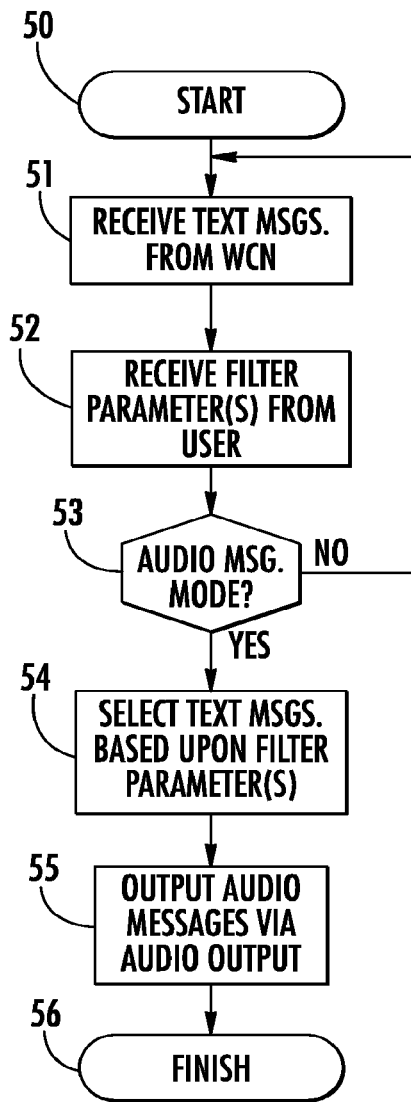 50
START
51
RECEIVE TEXT MSGS.
FROM WCN
52
RECEIVE FILTER
PARAMETER(S) FROM
USER
53
AUDIO MSG.
MODE?
NO
YES
54
SELECT TEXT MSGS.
BASED UPON FILTER
PARAMETER(S)
55
OUTPUT AUDIO
MESSAGES VIA
AUDIO OUTPUT
56
FINISH